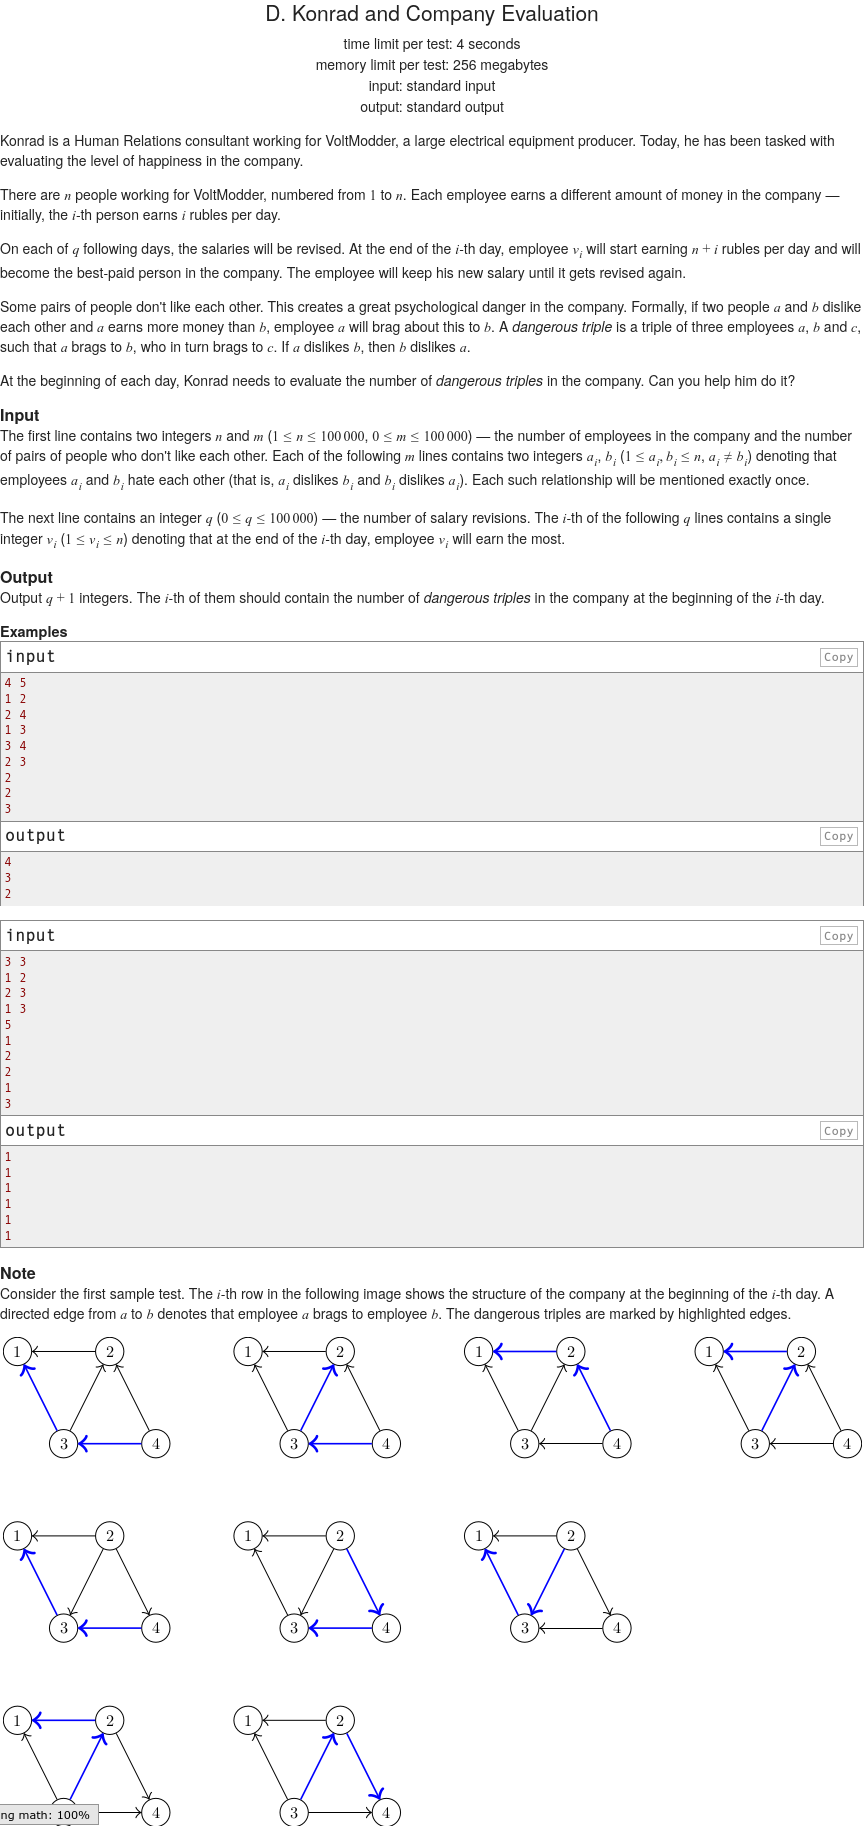 D. Konrad and Company Evaluation
time limit per test: 4 seconds
memory limit per test: 256 megabytes
input: standard input
output: standard output
Konrad is a Human Relations consultant working for VoltModder, a large electrical equipment producer. Today, he has been tasked with
evaluating the level of happiness in the company.
There are n people working for VoltModder, numbered from 1 to n. Each employee earns a different amount of money in the company —
initially, the i-th person earns i rubles per day.
On each of q following days, the salaries will be revised. At the end of the i-th day, employee v_i will start earning n + i rubles per day and will
become the best-paid person in the company. The employee will keep his new salary until it gets revised again.
Some pairs of people don't like each other. This creates a great psychological danger in the company. Formally, if two people a and b dislike
each other and a earns more money than b, employee a will brag about this to b. A dangerous triple is a triple of three employees a, b and c,
such that a brags to b, who in turn brags to c. If a dislikes b, then b dislikes a.
At the beginning of each day, Konrad needs to evaluate the number of dangerous triples in the company. Can you help him do it?
Input
The first line contains two integers n and m (1 ≤ n ≤ 100 000, 0 ≤ m ≤ 100 000) — the number of employees in the company and the number
of pairs of people who don't like each other. Each of the following m lines contains two integers a_i, b_i (1 ≤ a_i, b_i ≤ n, a_i ≠ b_i) denoting that
employees a_i and b_i hate each other (that is, a_i dislikes b_i and b_i dislikes a_i). Each such relationship will be mentioned exactly once.
The next line contains an integer q (0 ≤ q ≤ 100 000) — the number of salary revisions. The i-th of the following q lines contains a single
integer v_i (1 ≤ v_i ≤ n) denoting that at the end of the i-th day, employee v_i will earn the most.
Output
Output q + 1 integers. The i-th of them should contain the number of dangerous triples in the company at the beginning of the i-th day.
Examples
input Copy
4 5
1 2
2 4
1 3
3 4
2 3
2
2
3
output Copy
4
3
2
input Copy
3 3
1 2
2 3
1 3
5
1
2
2
1
3
output Copy
1
1
1
1
1
1
Note
Consider the first sample test. The i-th row in the following image shows the structure of the company at the beginning of the i-th day. A
directed edge from a to b denotes that employee a brags to employee b. The dangerous triples are marked by highlighted edges.
1 2 1 2 1 2 1 2
3 4 3 4 3 4 3 4
1 2 1 2 1 2
3 4 3 4 3 4
1 2 1 2
4 3 4
ng math: 100%